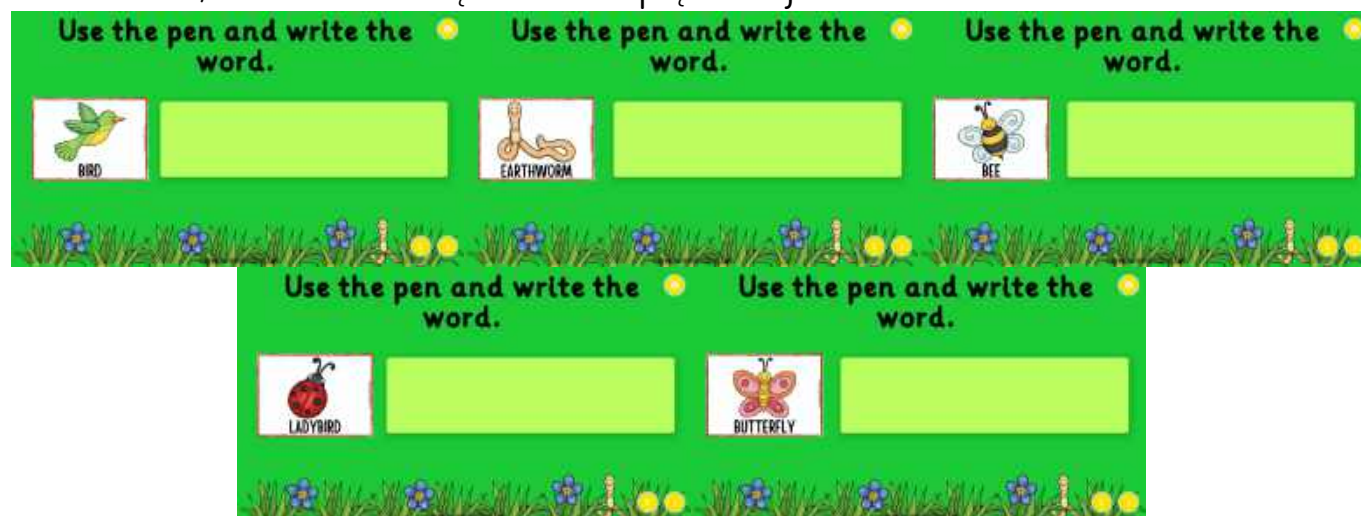 Use the pen and write the word.
BIRD
Use the pen and write the word.
EARTHWORM
Use the pen and write the word.
BEE
Use the pen and write the word.
LADYBIRD
Use the pen and write the word.
BUTTERFLY